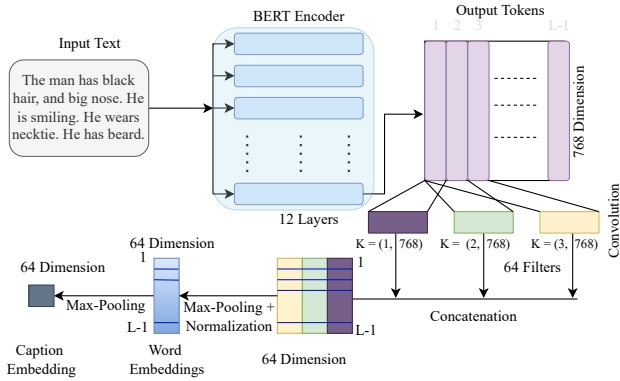 BERT Encoder
Output Tokens
Input Text
1
2
3
L-1
The man has black
hair, and big nose. He
is smiling. He wears
necktie. He has beard.
768 Dimension
12 Layers
Convolution
K = (1, 768)
K = (2, 768)
K = (3, 768)
64 Filters
Concatenation
64 Dimension
64 Dimension
1
1
Max-Pooling
Max-Pooling +
Normalization
L-1
L-1
Caption
Embedding
Word
Embeddings
64 Dimension